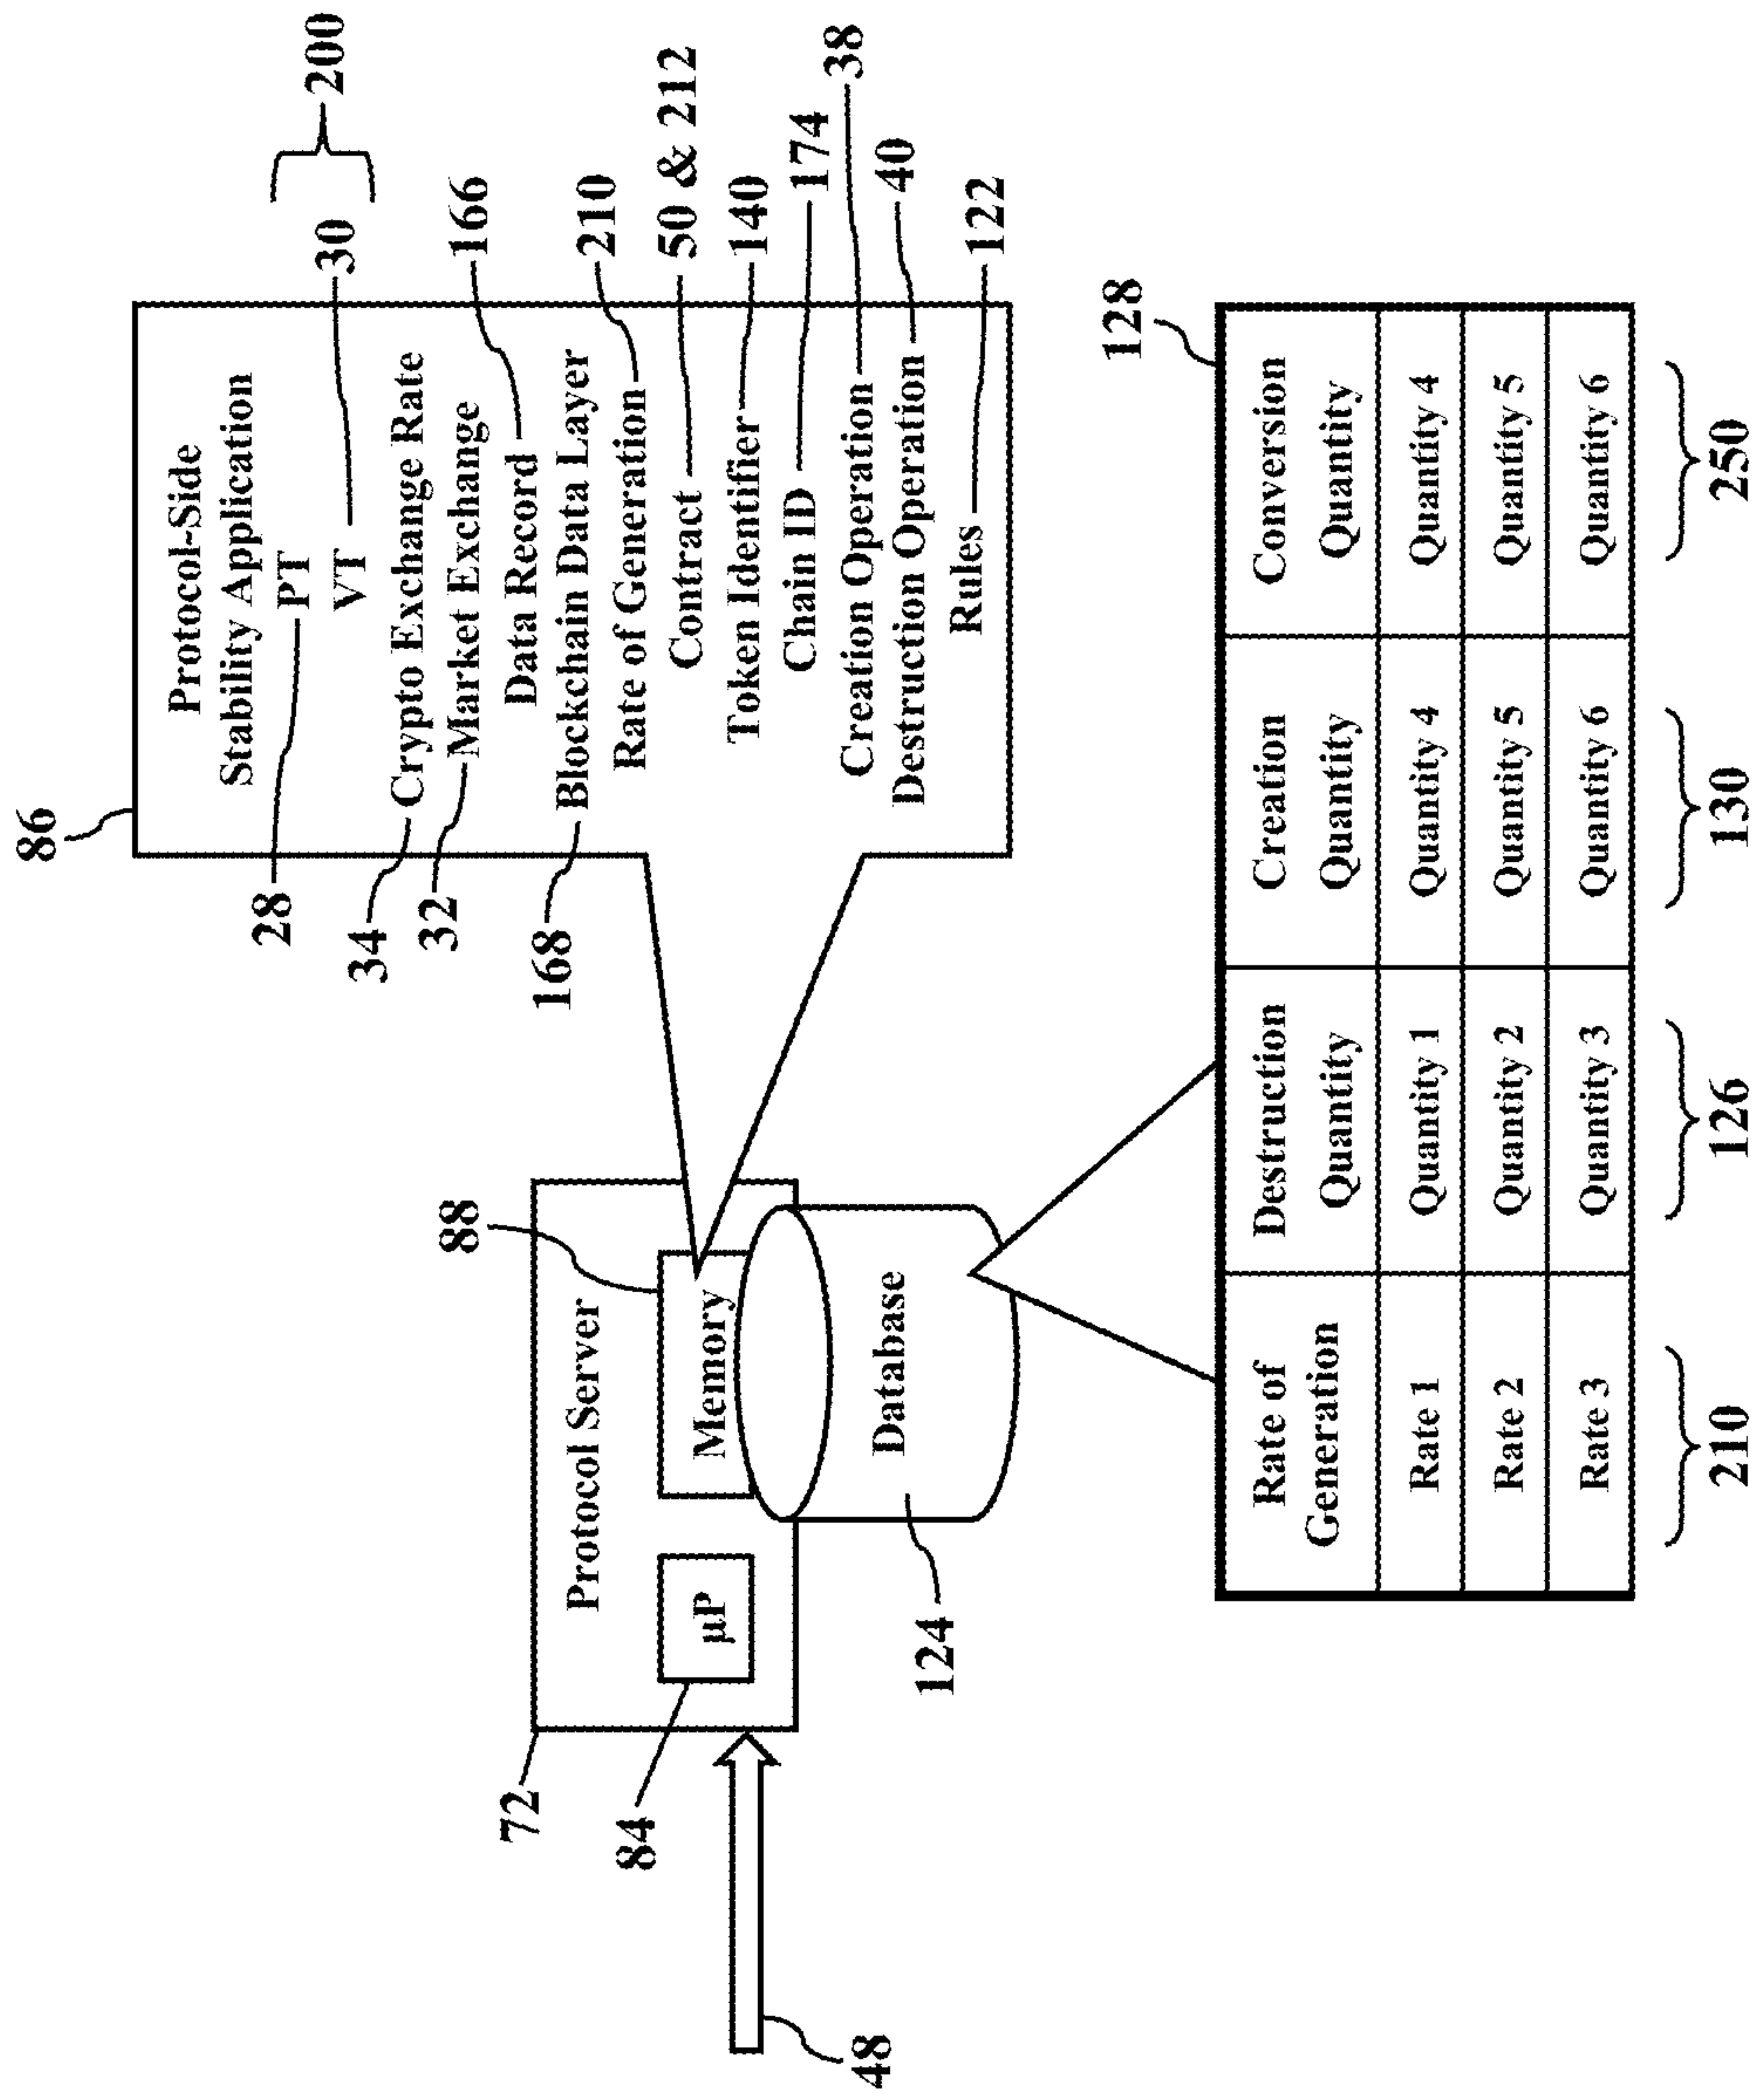 86
Protocol-Side
Stability Application
28 PT
VT 30
200
34 Crypto Exchange Rate
32 Market Exchange
Data Record 166
168 Blockchain Data Layer
Rate of Generation 210
Contract 50 & 212
Token Identifier 140
Chain ID 174
Creation Operation 38
Destruction Operation 40
Rules 122
72
Protocol Server
88
84
µP
Memory
48
Database
124
128
Rate of Generation Destruction Quantity Creation Quantity Conversion Quantity
Rate 1 Quantity 1 Quantity 4 Quantity 4
Rate 2 Quantity 2 Quantity 5 Quantity 5
Rate 3 Quantity 3 Quantity 6 Quantity 6
210 126 130 250